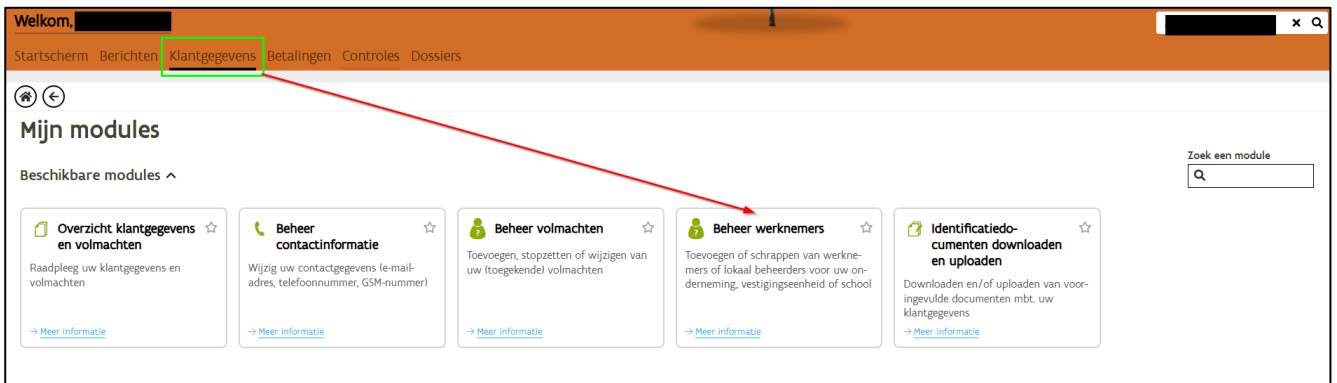 Welkom,
Startscherm Berichten Klantgegevens Betalingen Controles Dossiers
Mijn modules
Zoek een module
Beschikbare modules
Overzicht klantgegevens
en volmachten
Raadpleeg uw klantgegevens en
volmachten
→ Meer informatie
Beheer
contactinformatie
Wijzig uw contactgegevens (e-mail-
adres, telefoonnummer, GSM-nummer)
→ Meer informatie
Beheer volmachten
Toevoegen, stopzetten of wijzigen van
uw (toegekende) volmachten
→ Meer informatie
Beheer werknemers
Toevoegen of schrappen van werkne-
mers of lokaal beheerders voor uw on-
derneming, vestigingseenheid of school
→ Meer informatie
Identificatiedo-
cumenten downloaden
en uploaden
Downloaden en/of uploaden van voor-
ingevulde documenten mbt. uw
klantgegevens
→ Meer informatie